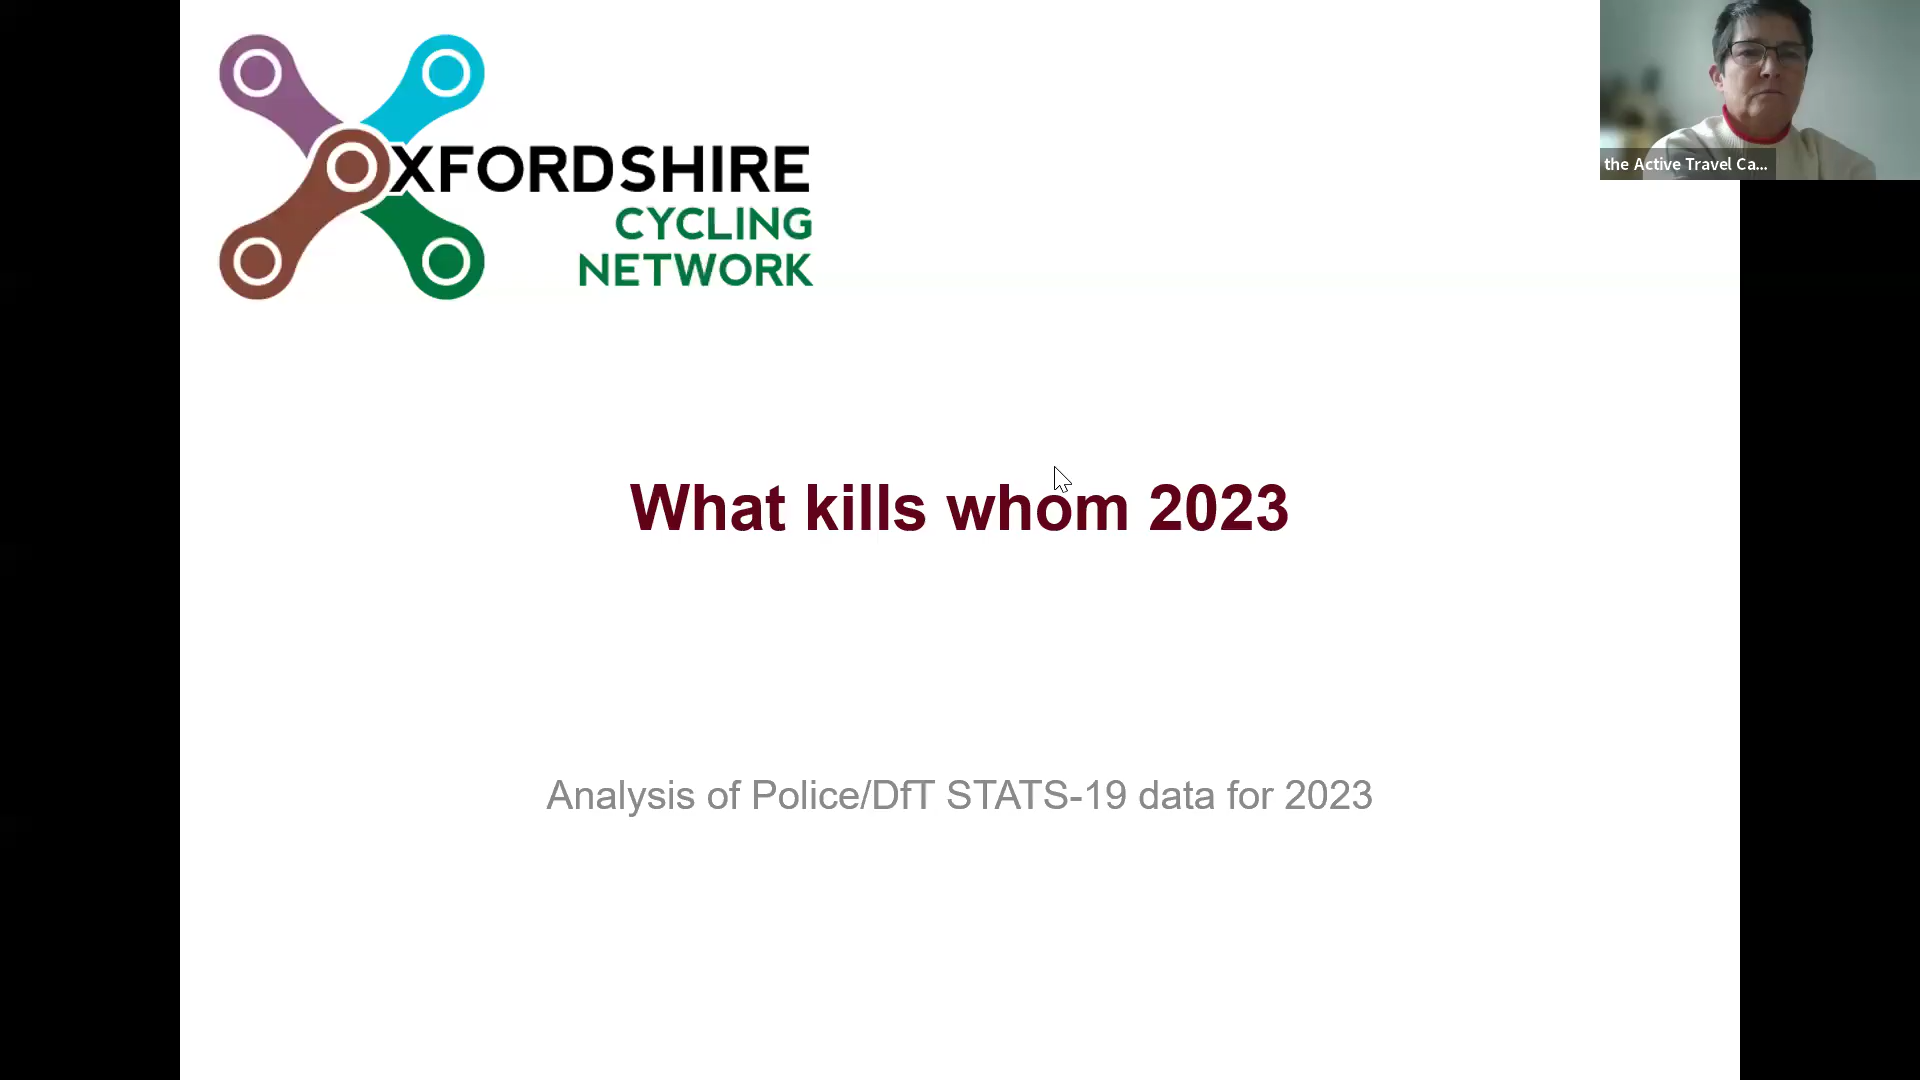 OXFORDSHIRE
CYCLING
NETWORK
the Active Travel Ca...
What kills whom 2023
Analysis of Police/DfT STATS-19 data for 2023